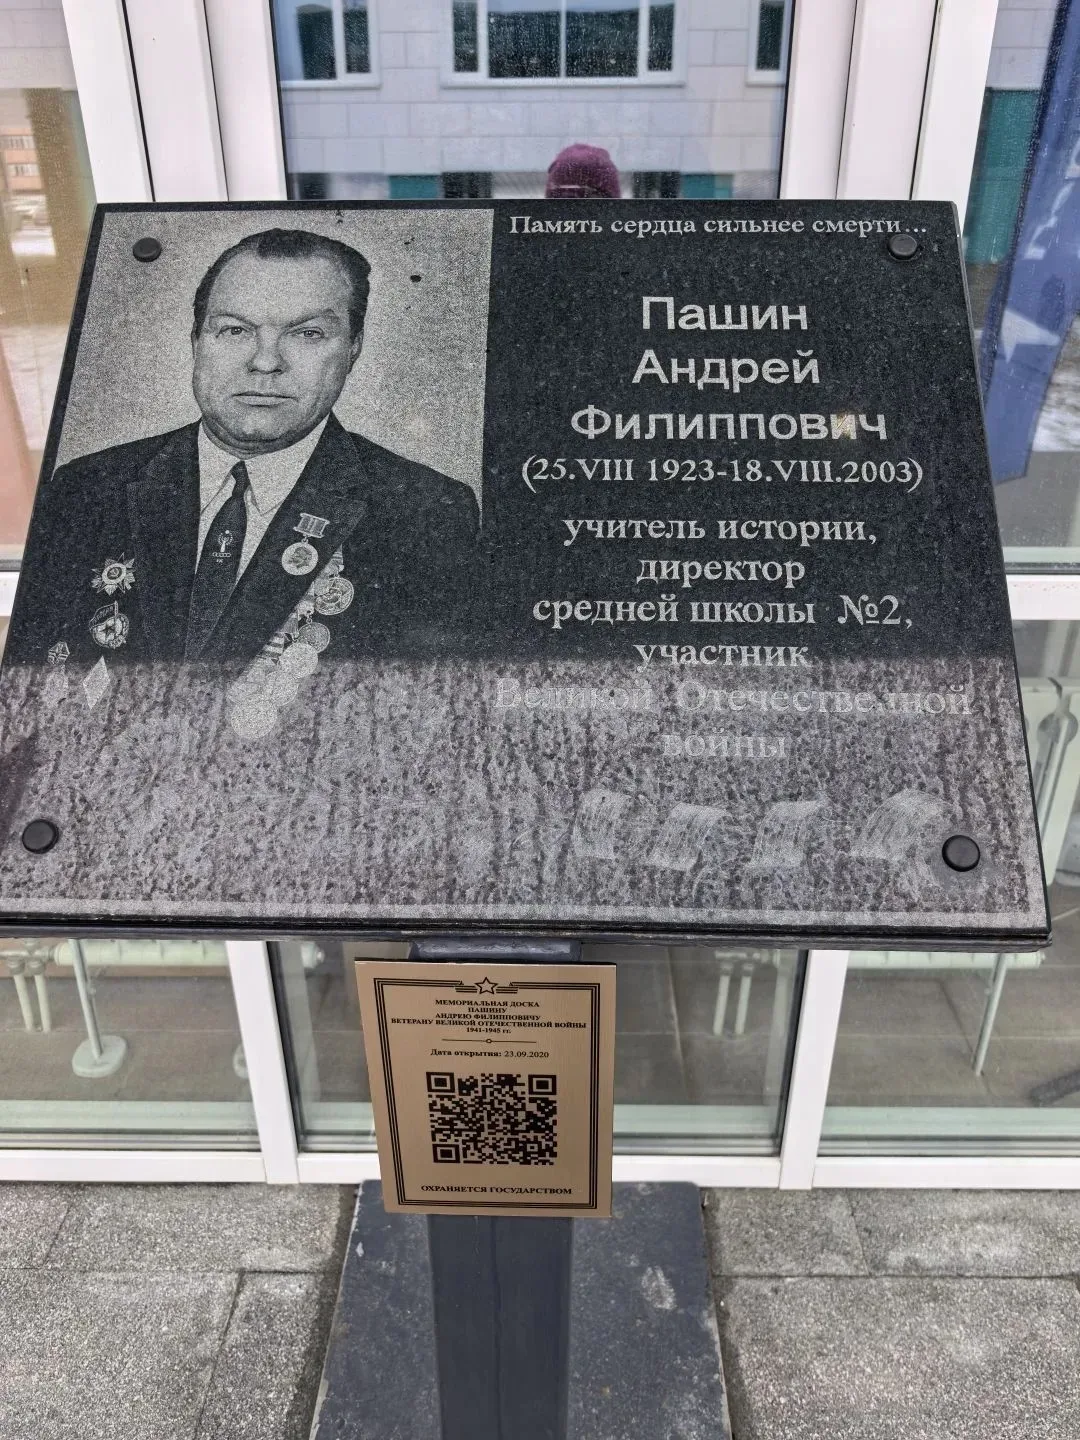 Память сердца сильнее смерти...
Пашин
Андрей
Филиппович
(25.VIII 1923-18.VIII.2003)
учитель истории,
директор
средней школы №2,
участник
Великой Отечественной
войны
МЕМОРИАЛЬНАЯ ДОСКА
ПАШИНУ
АНДРЕЮ ФИЛИППОВИЧУ
ВЕТЕРАНУ ВЕЛИКОЙ ОТЕЧЕСТВЕННОЙ ВОЙНЫ
1941-1945 гг.
Дата открытия: 23.09.2020
ОХРАНЯЕТСЯ ГОСУДАРСТВОМ